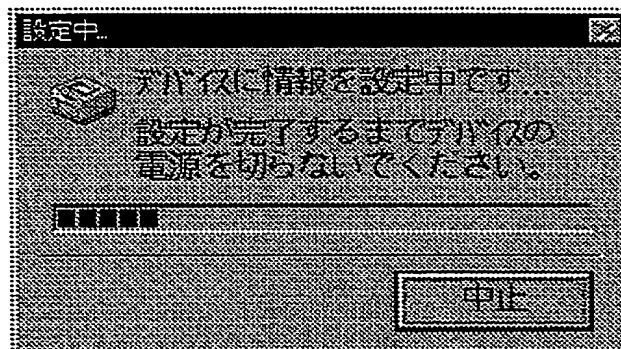 設定中...
デバイスに情報を設定中です...
設定が完了するまでデバイスの
電源を切らないでください。
中止